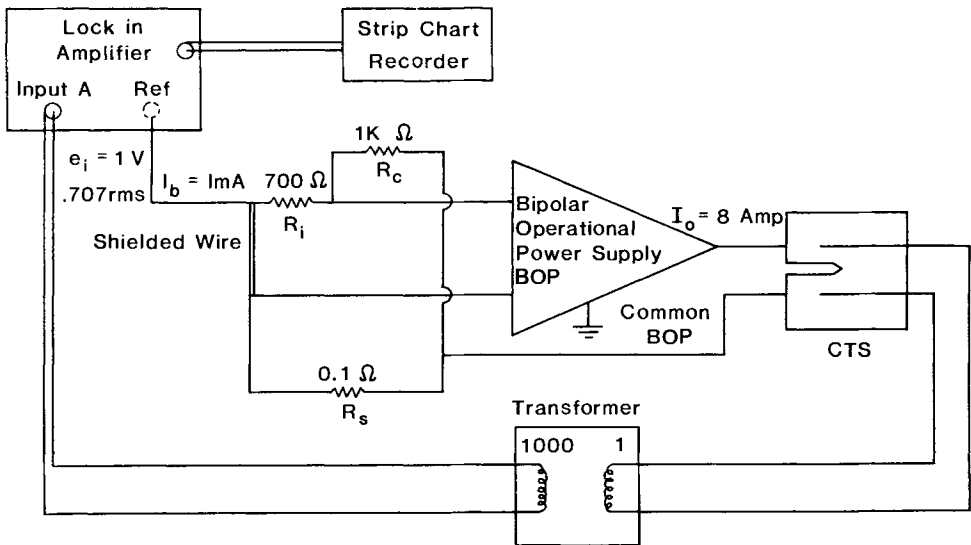 Lock in
Amplifier
Input A Ref
Strip Chart
Recorder
e_i = 1 V
.707rms
I_b = ImA
700 Ω
R_i
1K Ω
R_c
Shielded Wire
Bipolar
Operational
Power Supply
BOP
I_o = 8 Amp
Common
BOP
CTS
0.1 Ω
R_s
Transformer
1000 1